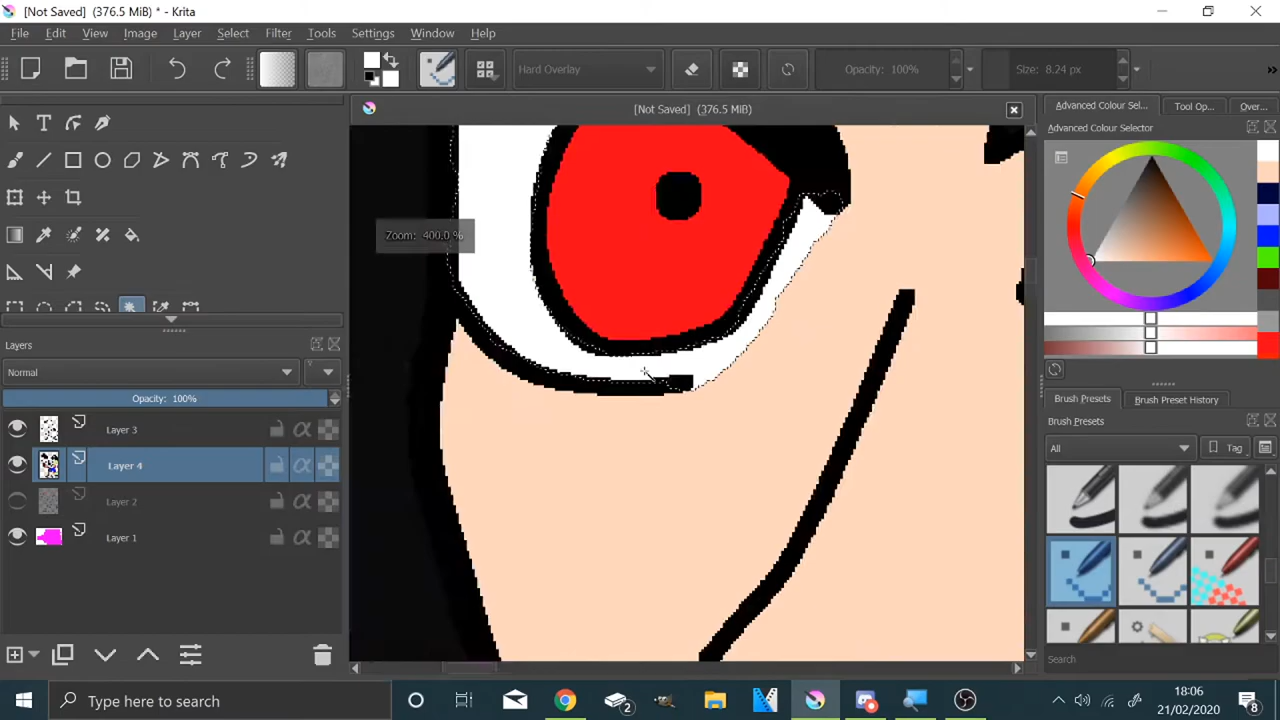 [Not Saved] (376.5 MiB) * - Krita
File Edit View Image Layer Select Filter Tools Settings Window Help
Hard Overlay
Opacity: 100%
Size: 8.24 px
»
[Not Saved] (376.5 MiB)
Advanced Colour Sel...
Tool Op...
Over...
Advanced Colour Selector
Zoom: 400.0 %
Layers
Normal
Opacity: 100%
Layer 3
Layer 4
Layer 2
Layer 1
Brush Presets
Brush Preset History
Brush Presets
All
Tag
Search
Type here to search
2
18:06
21/02/2020
8